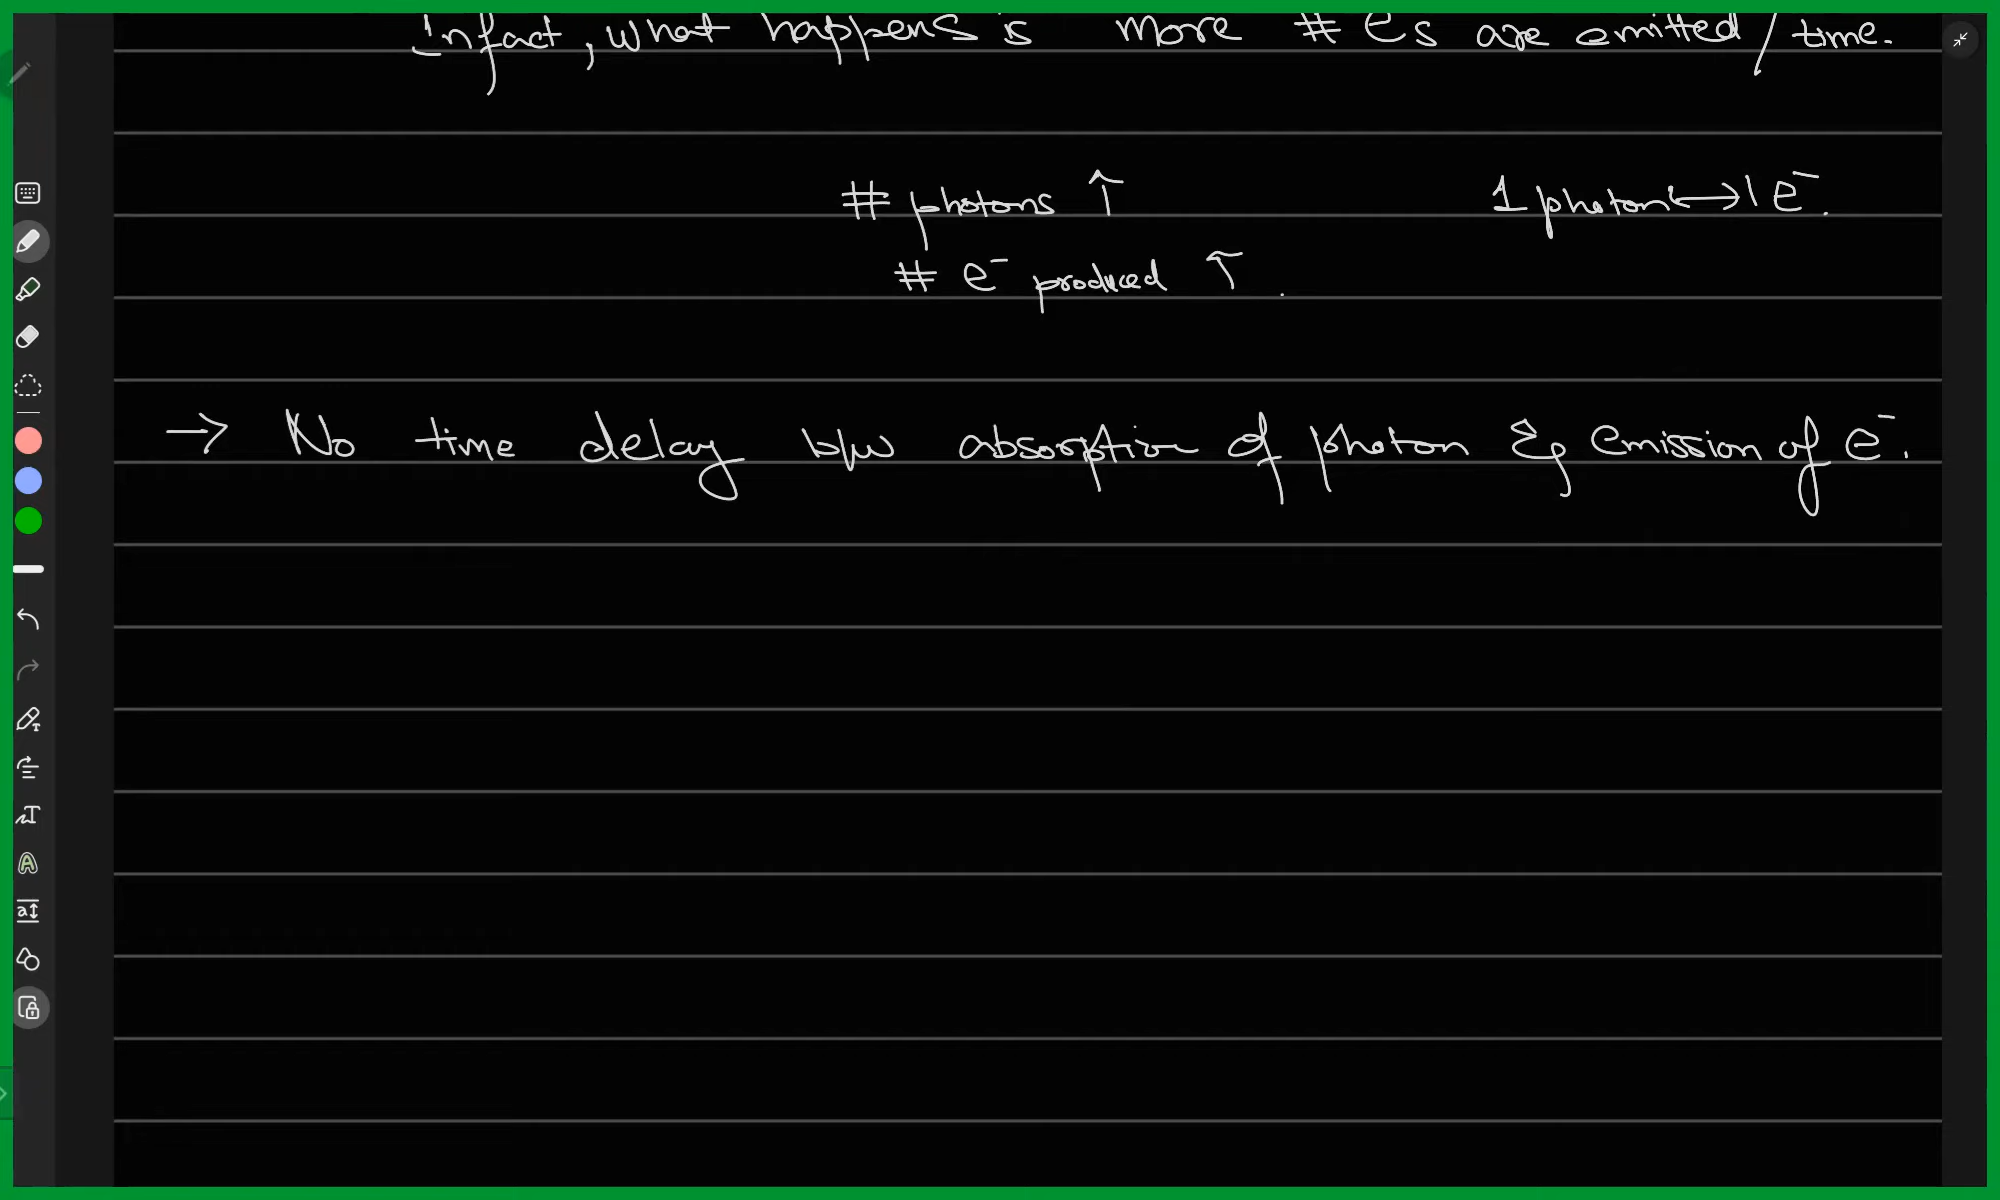 Infact, what happens is more # es are emitted / time.
# photons ↑ 1 photon ↔ 1 e⁻.
# e⁻ produced ↑.
→ No time delay b/w absorption of photon & emission of e⁻.